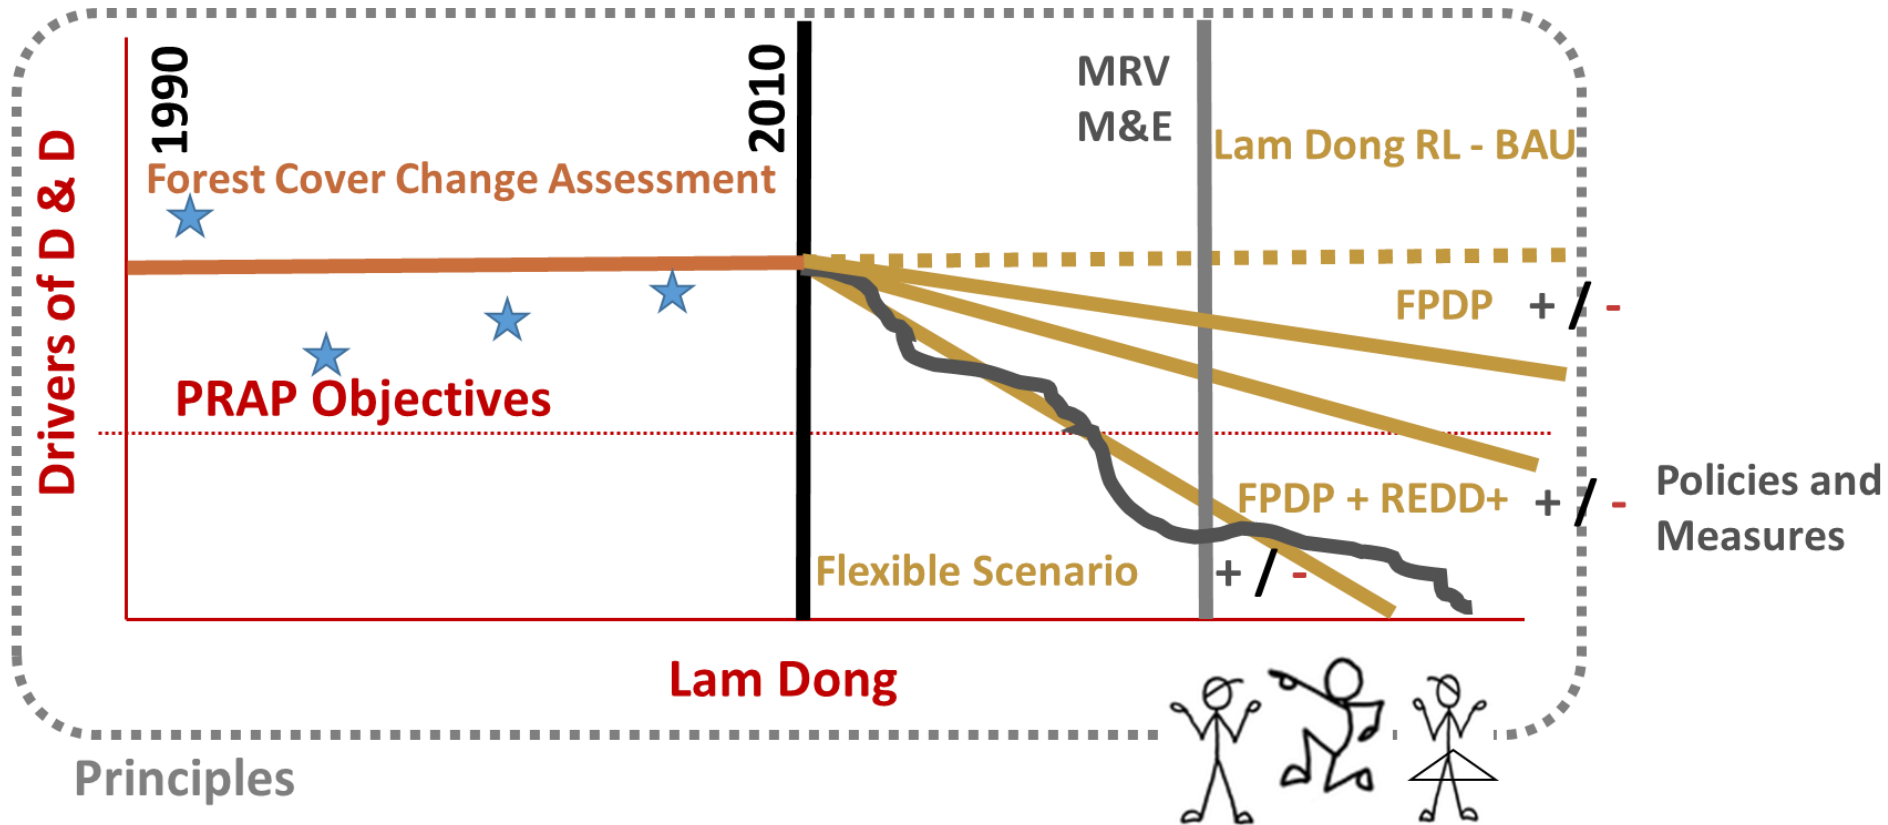 1990
2010
MRV
M&E
Lam Dong RL - BAU
Forest Cover Change Assessment
Drivers of D & D
FPDP + / -
PRAP Objectives
FPDP + REDD+ + / -
Policies and
Measures
Flexible Scenario + / -
Lam Dong
Principles